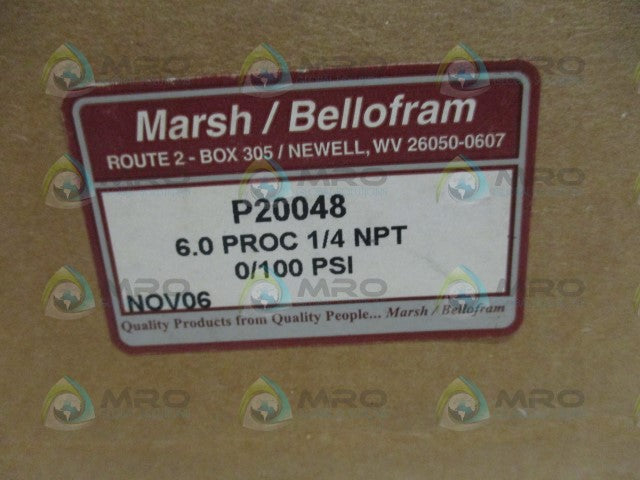 Marsh / Bellofram
ROUTE 2 - BOX 305 / NEWELL, WV 26050-0607
P20048
6.0 PROC 1/4 NPT
0/100 PSI
NOV06
Quality Products from Quality People... Marsh / Bellofram
MRO